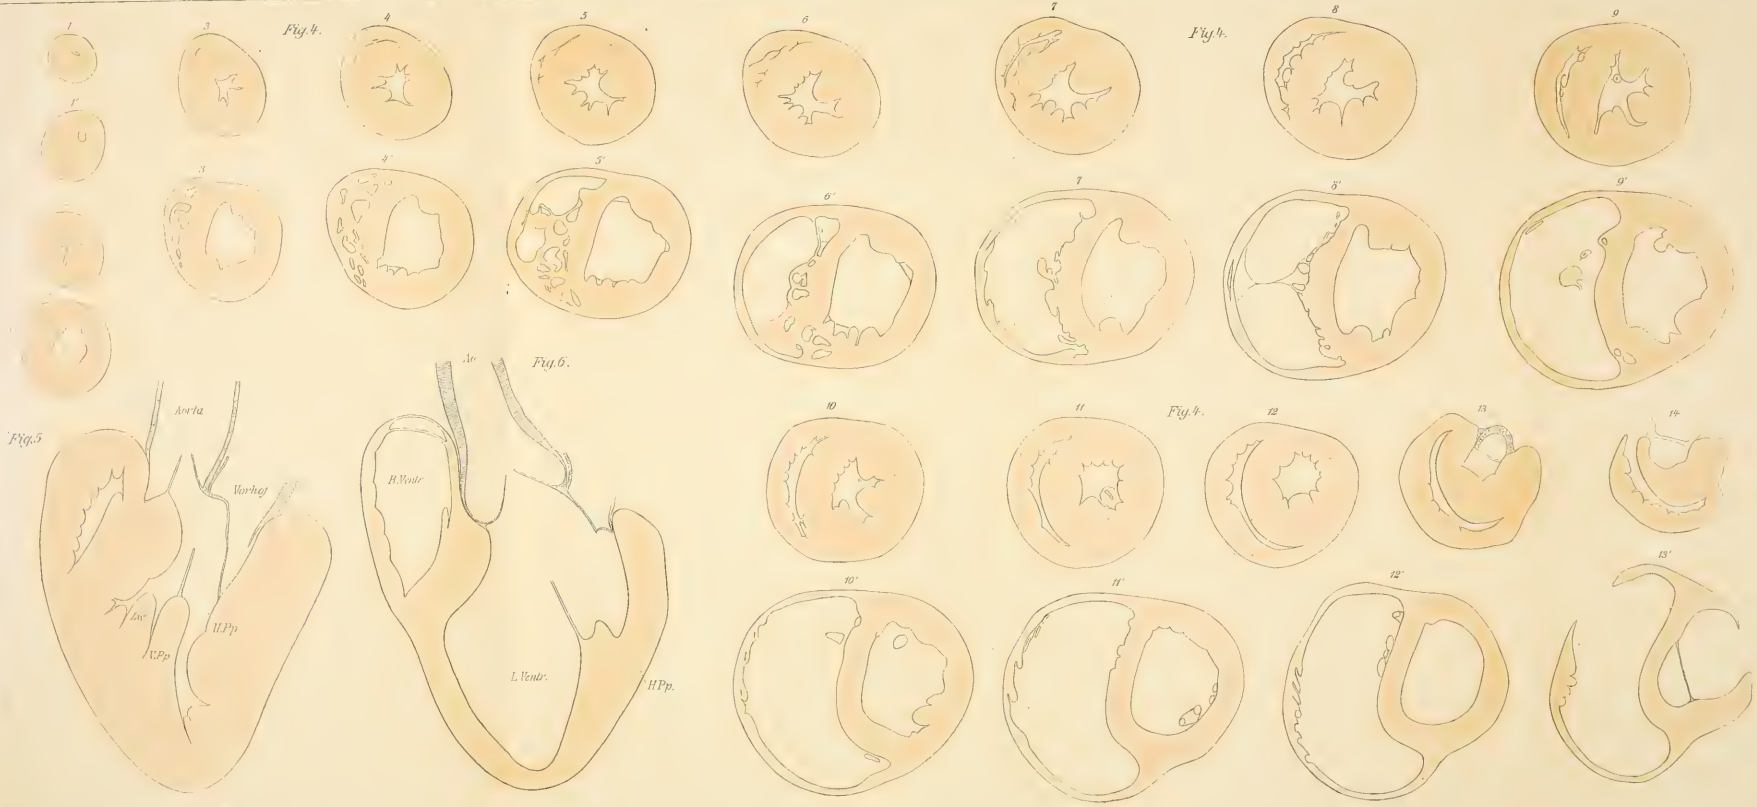 1
3
Fig. 4.
4
5
6
7
Fig. 4.
8
9
1'
3
4'
5'
6'
7
8'
9'
Ao
Fig. 6.
Aorta
Fig. 5
Vorhof
R. Ventr.
10
11
Fig. 4.
12
13
14
V.Pp
H.Pp
L. Ventr.
H.Pp.
10'
11'
12'
13'